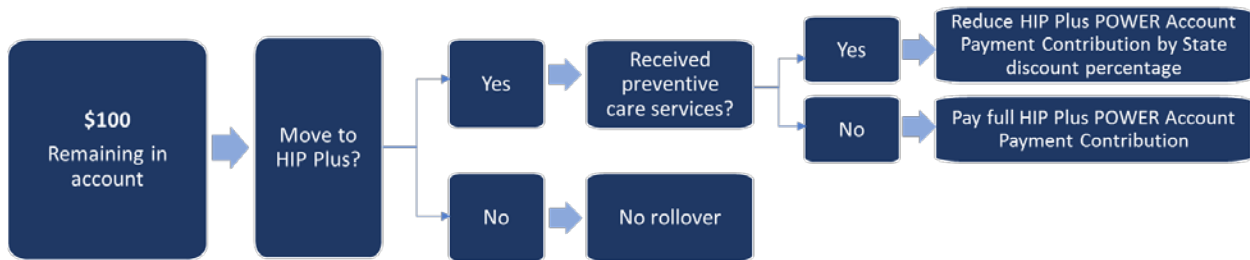 $100
Remaining in
account
Move to
HIP Plus?
Yes
Received
preventive
care services?
Yes
Reduce HIP Plus POWER Account
Payment Contribution by State
discount percentage
No
Pay full HIP Plus POWER Account
Payment Contribution
No
No rollover